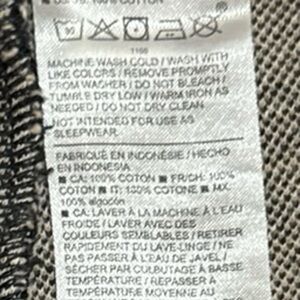 100% COTTON
1166
MACHINE WASH COLD / WASH WITH
LIKE COLORS / REMOVE PROMPTLY
FROM WASHER / DO NOT BLEACH /
TUMBLE DRY LOW / WARM IRON AS
NEEDED / DO NOT DRY CLEAN
NOT INTENDED FOR USE AS
SLEEPWEAR.
FABRIQUÉ EN INDONÉSIE / HECHO
EN INDONESIA
■ CA: 100% COTON ■ FR/CH: 100%
COTON ■ IT: 100% COTONE ■ MX:
100% algodón
■ CA: LAVER À LA MACHINE À L'EAU
FROIDE / LAVER AVEC DES
COULEURS SEMBLABLES / RETIRER
RAPIDEMENT DU LAVE-LINGE / NE
PAS PASSER À L'EAU DE JAVEL /
SÉCHER PAR CULBUTAGE À BASSE
TEMPÉRATURE / REPASSER À
TEMPÉRATURE MOYENNE AU